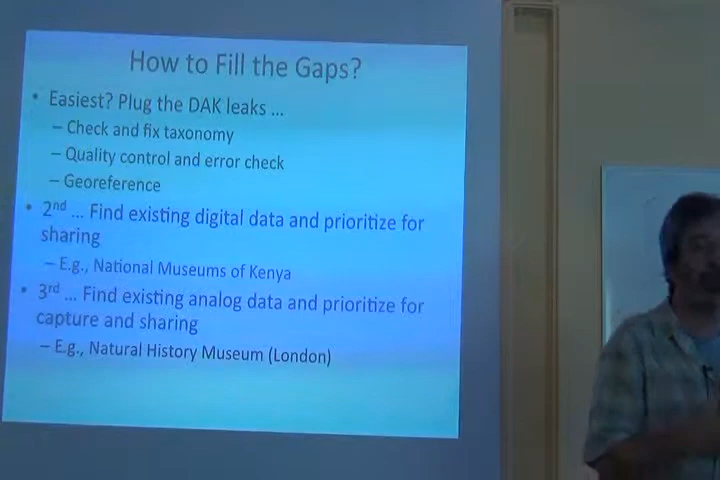 How to Fill the Gaps?
• Easiest? Plug the DAK leaks ...
– Check and fix taxonomy
– Quality control and error check
– Georeference
• 2nd ... Find existing digital data and prioritize for
sharing
– E.g., National Museums of Kenya
• 3rd ... Find existing analog data and prioritize for
capture and sharing
– E.g., Natural History Museum (London)